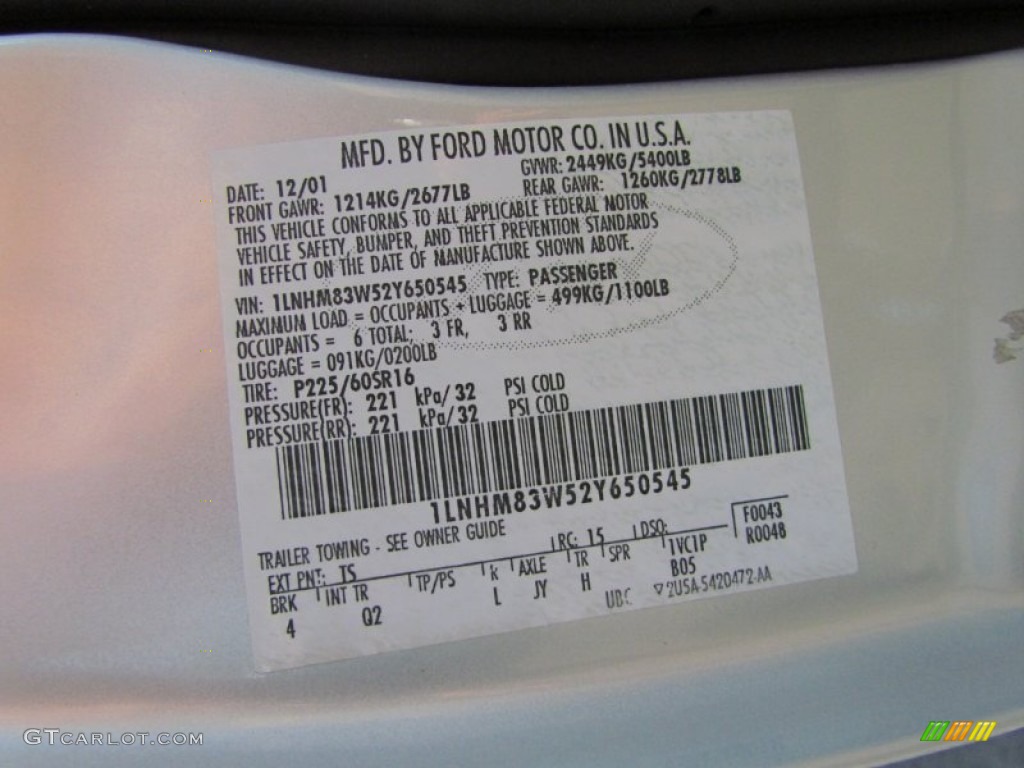 MFD. BY FORD MOTOR CO. IN U.S.A.
DATE: 12/01 GVWR: 2449KG/5400LB
FRONT GAWR: 1214KG/2677LB REAR GAWR: 1260KG/2778LB
THIS VEHICLE CONFORMS TO ALL APPLICABLE FEDERAL MOTOR
VEHICLE SAFETY, BUMPER, AND THEFT PREVENTION STANDARDS
IN EFFECT ON THE DATE OF MANUFACTURE SHOWN ABOVE.
VIN: 1LNHM83W52Y650545 TYPE: PASSENGER
MAXIMUM LOAD = OCCUPANTS + LUGGAGE = 499KG/1100LB
OCCUPANTS = 6 TOTAL: 3 FR, 3 RR
LUGGAGE = 091KG/0200LB
TIRE: P225/60SR16
PRESSURE(FR): 221 kPa/ 32 PSI COLD
PRESSURE(RR): 221 kPa/ 32 PSI COLD
1LNHM83W52Y650545
TRAILER TOWING - SEE OWNER GUIDE
EXT PNT: TS RC: 15 DSO: F0043
R0048
BRK INT TR TP/PS R AXLE TR SPR 1VC1P
4 Q2 L JY H B05
UBC ▽ 2U5A-5420472-AA
GTCARLOT.COM